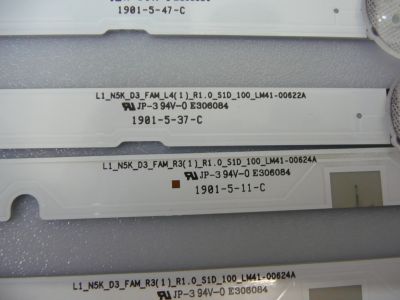 1901-5-47-C
L1_N5K_D3_FAM_L4(1)_R1.0_S1D_100_LM41-00622A
JP-3 94V-0 E306084
1901-5-37-C
L1_N5K_D3_FAM_R3(1)_R1.0_S1D_100_LM41-00624A
JP-3 94V-0 E306084
1901-5-11-C
L1_N5K_D3_FAM_R3(1)_R1.0_S1D_100_LM41-00624A
JP-3 94V-0 E306084